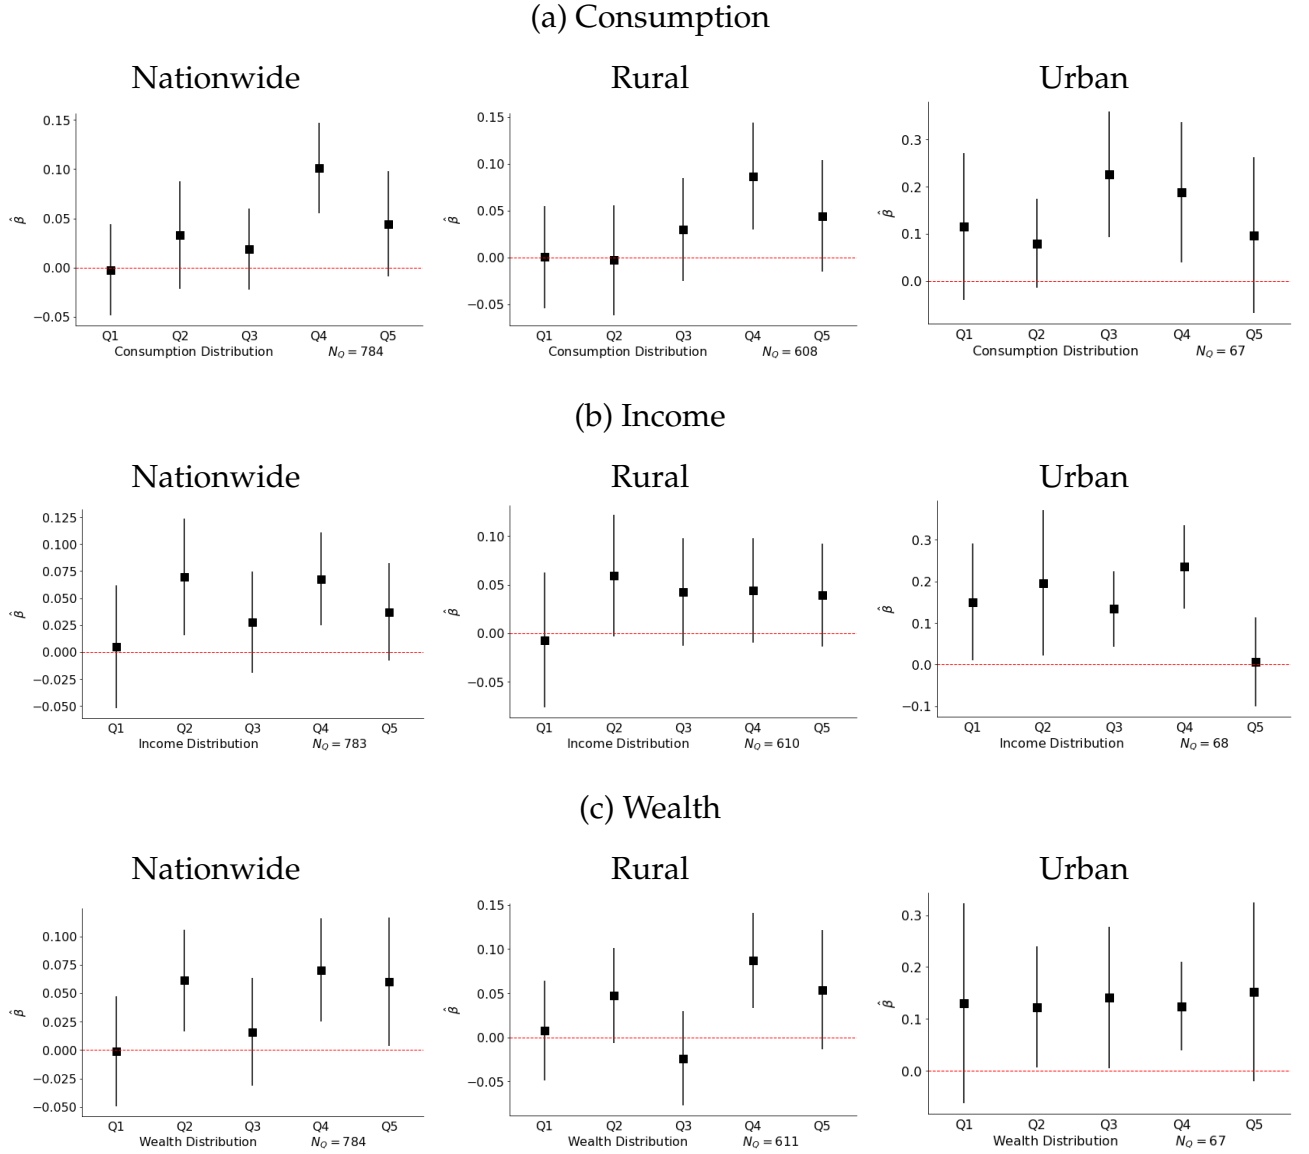 (a) Consumption
Nationwide Rural Urban
0.15
0.10
0.05
0.00
−0.05
β̂
Q1 Q2 Q3 Q4 Q5
Consumption Distribution N_Q = 784
0.15
0.10
0.05
0.00
−0.05
β̂
Q1 Q2 Q3 Q4 Q5
Consumption Distribution N_Q = 608
0.3
0.2
0.1
0.0
β̂
Q1 Q2 Q3 Q4 Q5
Consumption Distribution N_Q = 67
(b) Income
Nationwide Rural Urban
0.125
0.100
0.075
0.050
0.025
0.000
−0.025
−0.050
β̂
Q1 Q2 Q3 Q4 Q5
Income Distribution N_Q = 783
0.10
0.05
0.00
−0.05
β̂
Q1 Q2 Q3 Q4 Q5
Income Distribution N_Q = 610
0.3
0.2
0.1
0.0
−0.1
β̂
Q1 Q2 Q3 Q4 Q5
Income Distribution N_Q = 68
(c) Wealth
Nationwide Rural Urban
0.100
0.075
0.050
0.025
0.000
−0.025
−0.050
β̂
Q1 Q2 Q3 Q4 Q5
Wealth Distribution N_Q = 784
0.15
0.10
0.05
0.00
−0.05
β̂
Q1 Q2 Q3 Q4 Q5
Wealth Distribution N_Q = 611
0.3
0.2
0.1
0.0
β̂
Q1 Q2 Q3 Q4 Q5
Wealth Distribution N_Q = 67